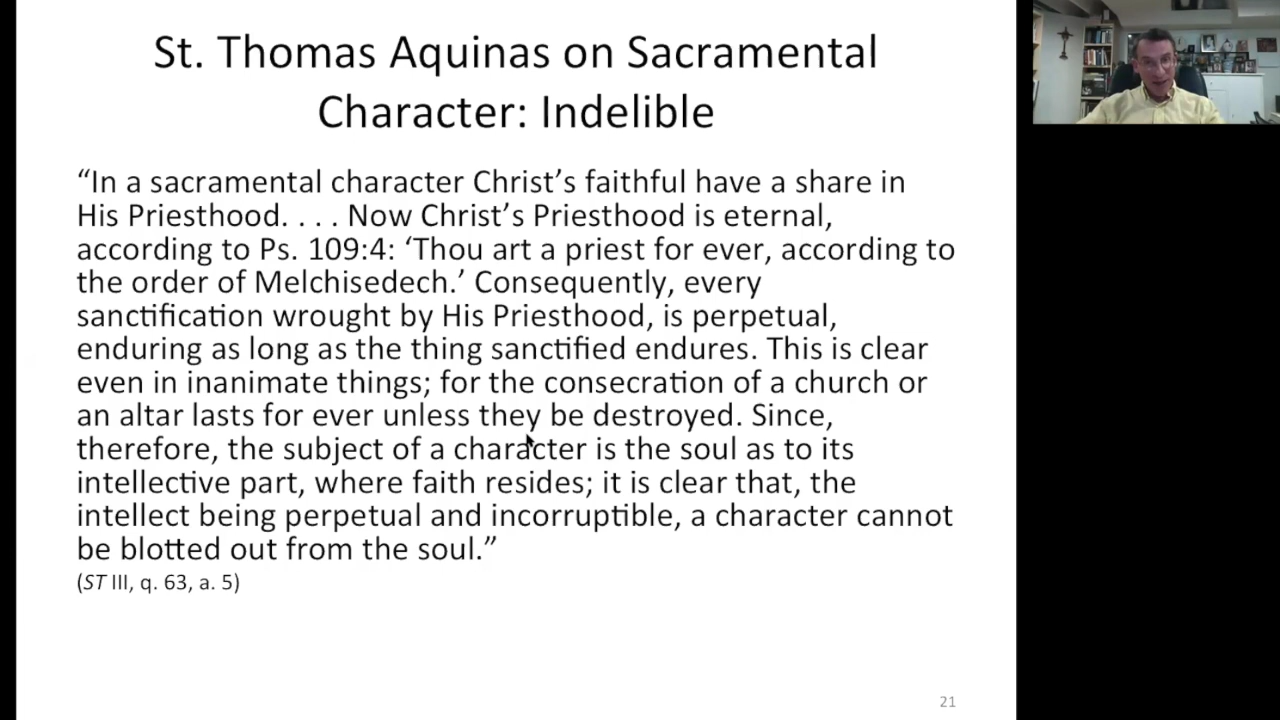 St. Thomas Aquinas on Sacramental
Character: Indelible
“In a sacramental character Christ’s faithful have a share in
His Priesthood. . . . Now Christ’s Priesthood is eternal,
according to Ps. 109:4: ‘Thou art a priest for ever, according to
the order of Melchisedech.’ Consequently, every
sanctification wrought by His Priesthood, is perpetual,
enduring as long as the thing sanctified endures. This is clear
even in inanimate things; for the consecration of a church or
an altar lasts for ever unless they be destroyed. Since,
therefore, the subject of a character is the soul as to its
intellective part, where faith resides; it is clear that, the
intellect being perpetual and incorruptible, a character cannot
be blotted out from the soul.”
(ST III, q. 63, a. 5)
21